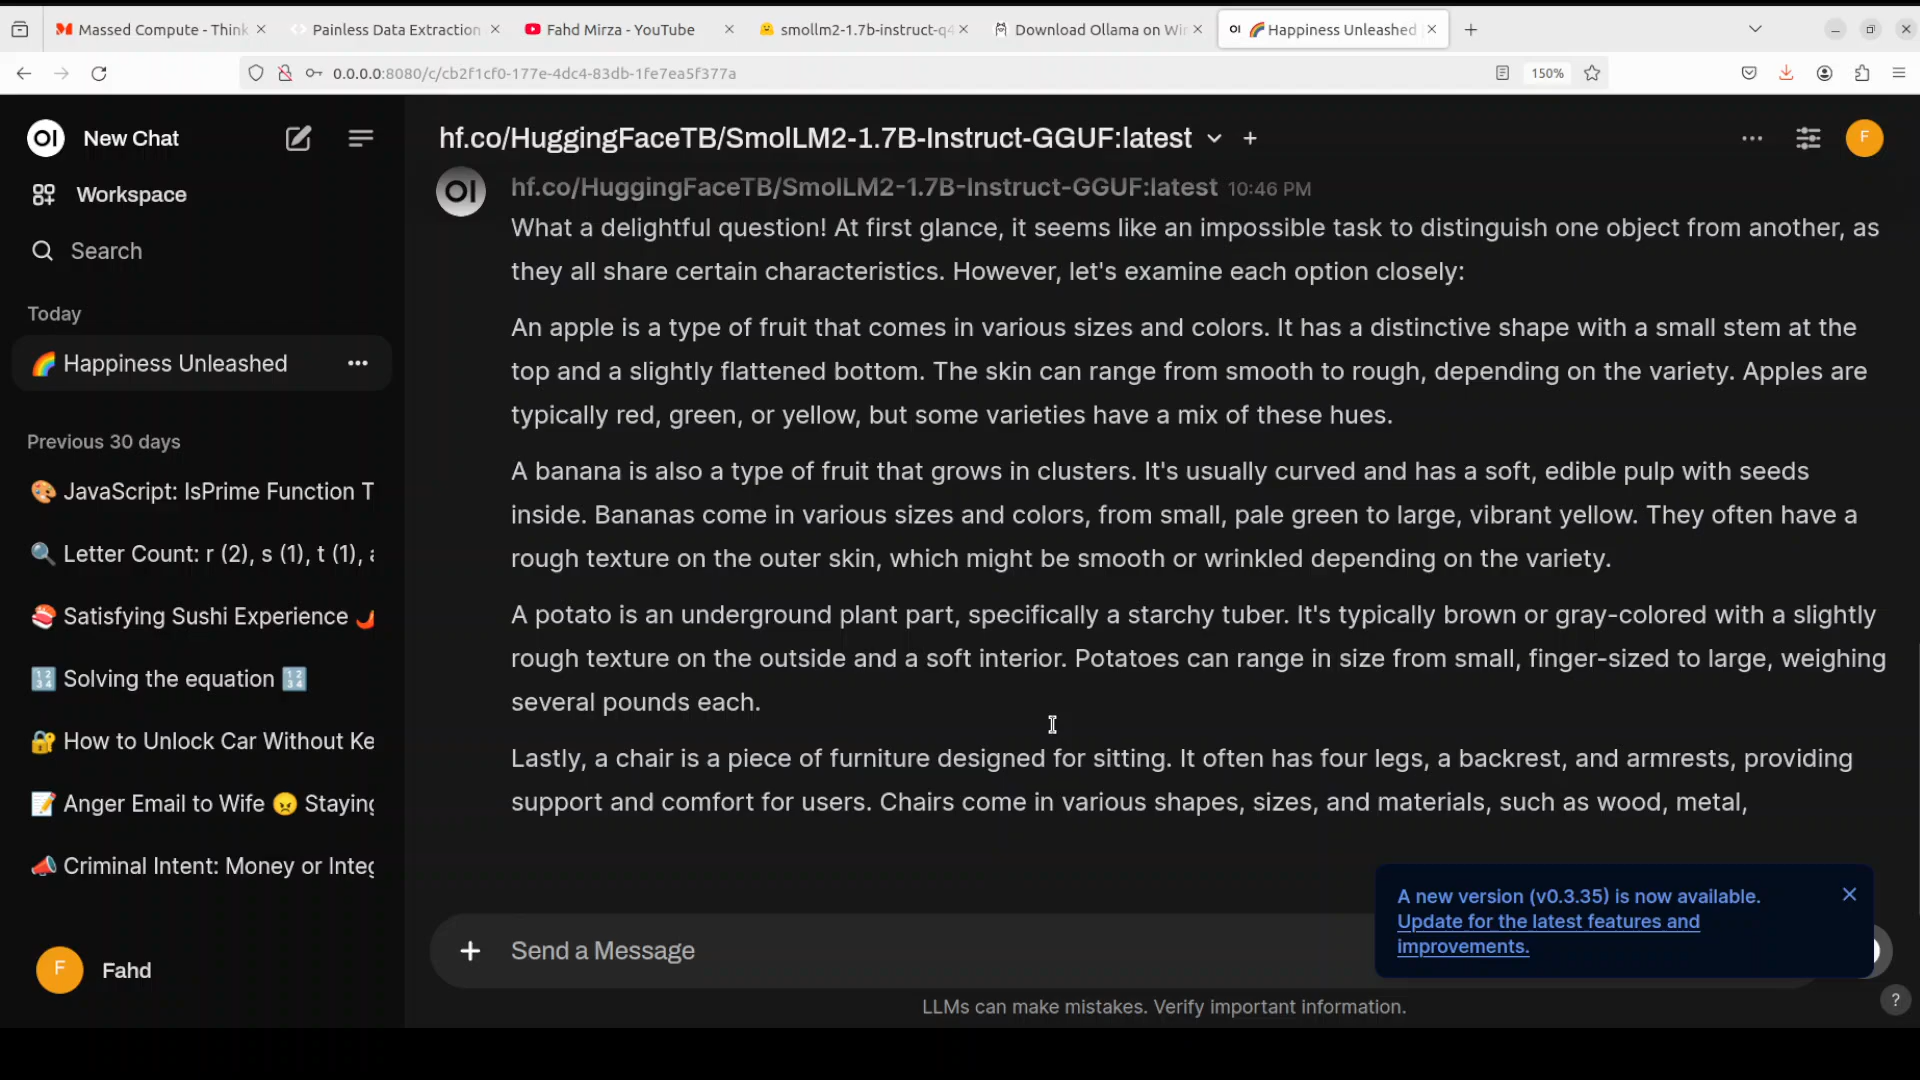 Massed Compute - Think
Painless Data Extraction
Fahd Mirza - YouTube
smollm2-1.7b-instruct-q4
Download Ollama on Win
OI 🌈 Happiness Unleashed
0.0.0.0:8080/c/cb2f1cf0-177e-4dc4-83db-1fe7ea5f377a
150%
OI New Chat
hf.co/HuggingFaceTB/SmolLM2-1.7B-Instruct-GGUF:latest
F
Workspace
Search
Today
🌈 Happiness Unleashed
Previous 30 days
🎨 JavaScript: IsPrime Function T
🔍 Letter Count: r (2), s (1), t (1), a
🍣 Satisfying Sushi Experience 🌶️
🔢 Solving the equation 🔢
🔐 How to Unlock Car Without Ke
📝 Anger Email to Wife 😠 Staying
📣 Criminal Intent: Money or Integ
F Fahd
OI hf.co/HuggingFaceTB/SmolLM2-1.7B-Instruct-GGUF:latest 10:46 PM
What a delightful question! At first glance, it seems like an impossible task to distinguish one object from another, as
they all share certain characteristics. However, let's examine each option closely:
An apple is a type of fruit that comes in various sizes and colors. It has a distinctive shape with a small stem at the
top and a slightly flattened bottom. The skin can range from smooth to rough, depending on the variety. Apples are
typically red, green, or yellow, but some varieties have a mix of these hues.
A banana is also a type of fruit that grows in clusters. It's usually curved and has a soft, edible pulp with seeds
inside. Bananas come in various sizes and colors, from small, pale green to large, vibrant yellow. They often have a
rough texture on the outer skin, which might be smooth or wrinkled depending on the variety.
A potato is an underground plant part, specifically a starchy tuber. It's typically brown or gray-colored with a slightly
rough texture on the outside and a soft interior. Potatoes can range in size from small, finger-sized to large, weighing
several pounds each.
Lastly, a chair is a piece of furniture designed for sitting. It often has four legs, a backrest, and armrests, providing
support and comfort for users. Chairs come in various shapes, sizes, and materials, such as wood, metal,
A new version (v0.3.35) is now available.
Update for the latest features and
improvements.
Send a Message
LLMs can make mistakes. Verify important information.
?